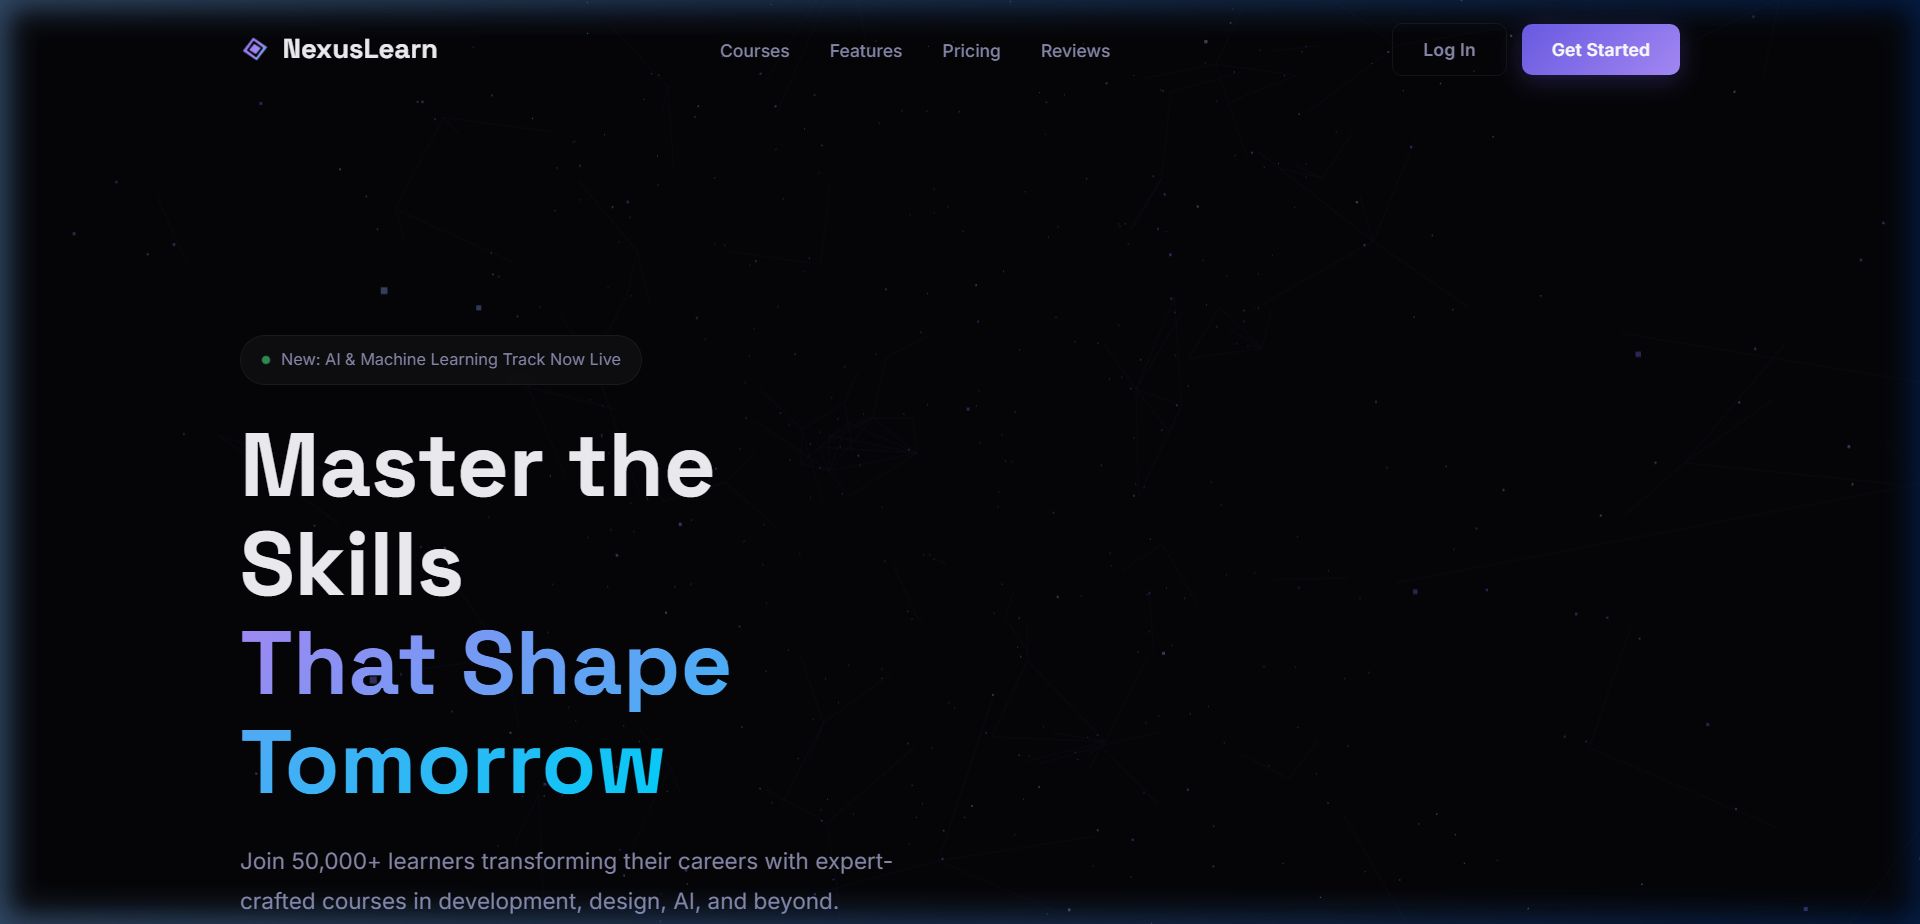 NexusLearn
Courses
Features
Pricing
Reviews
Log In
Get Started
New: AI & Machine Learning Track Now Live
Master the
Skills
That Shape
Tomorrow
Join 50,000+ learners transforming their careers with expert-
crafted courses in development, design, AI, and beyond.